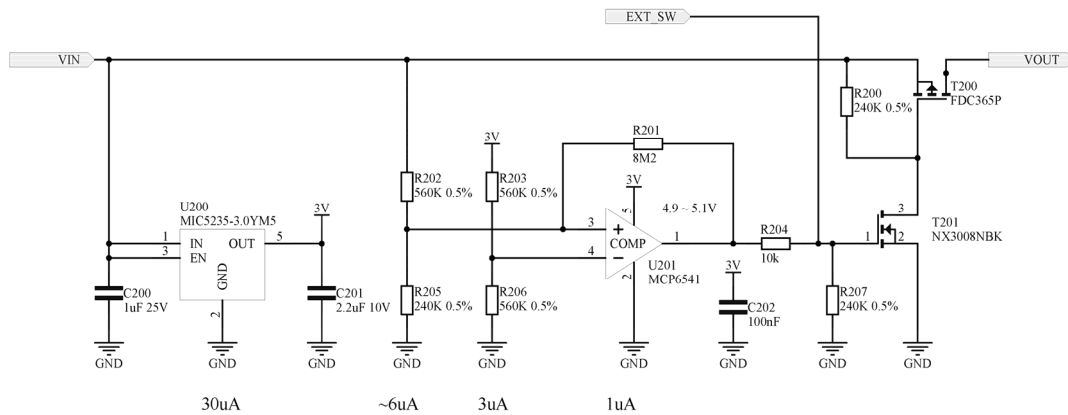 EXT_SW
VIN
VOUT
R200
240K 0.5%
T200
FDC365P
R201
8M2
3V
R202
560K 0.5%
R203
560K 0.5%
3V
4.9 ~ 5.1V
U200
MIC5235-3.0YM5
3V
1 IN OUT 5
3 EN
GND
2
C200
1uF 25V
C201
2.2uF 10V
R205
240K 0.5%
R206
560K 0.5%
3 +
4 −
COMP
5
2
1
U201
MCP6541
R204
10k
3V
C202
100nF
R207
240K 0.5%
3
1
2
T201
NX3008NBK
GND
GND
GND
GND
GND
GND
GND
GND
GND
30uA
~6uA
3uA
1uA